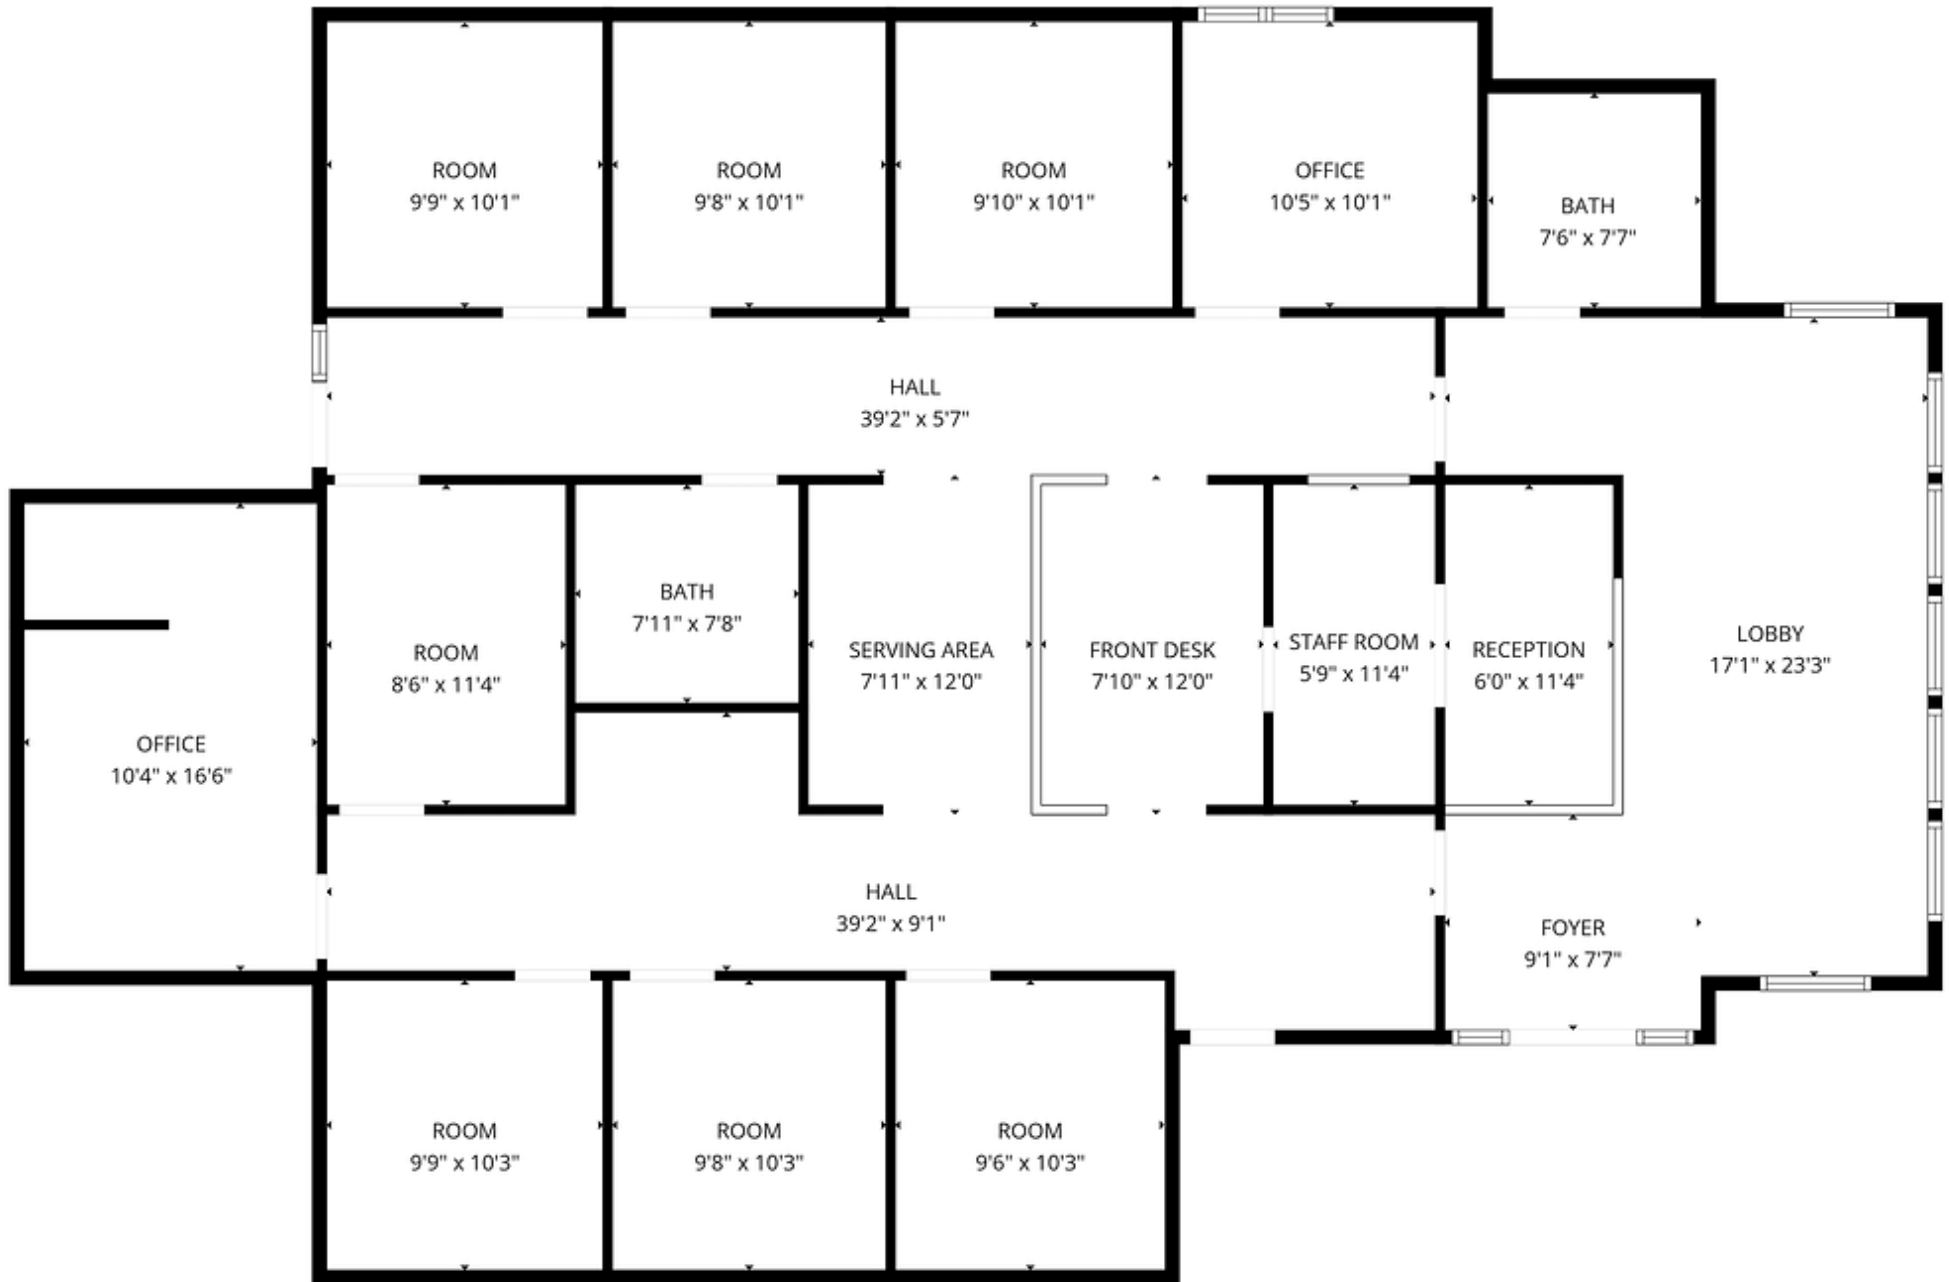 ROOM
9'9" x 10'1"
ROOM
9'8" x 10'1"
ROOM
9'10" x 10'1"
OFFICE
10'5" x 10'1"
BATH
7'6" x 7'7"
HALL
39'2" x 5'7"
BATH
7'11" x 7'8"
ROOM
8'6" x 11'4"
SERVING AREA
7'11" x 12'0"
FRONT DESK
7'10" x 12'0"
STAFF ROOM
5'9" x 11'4"
RECEPTION
6'0" x 11'4"
LOBBY
17'1" x 23'3"
OFFICE
10'4" x 16'6"
HALL
39'2" x 9'1"
FOYER
9'1" x 7'7"
ROOM
9'9" x 10'3"
ROOM
9'8" x 10'3"
ROOM
9'6" x 10'3"